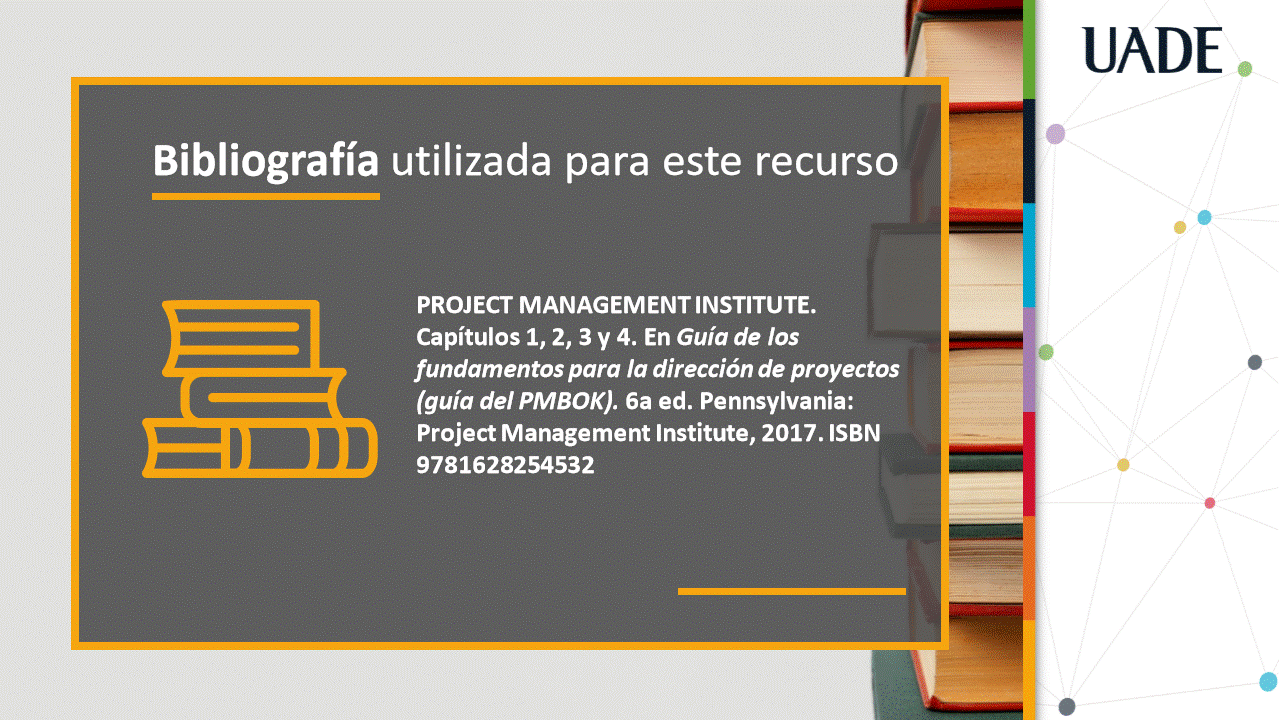 UADE
Bibliografía utilizada para este recurso
PROJECT MANAGEMENT INSTITUTE.
Capítulos 1, 2, 3 y 4. En Guía de los
fundamentos para la dirección de proyectos
(guía del PMBOK). 6a ed. Pennsylvania:
Project Management Institute, 2017. ISBN
9781628254532